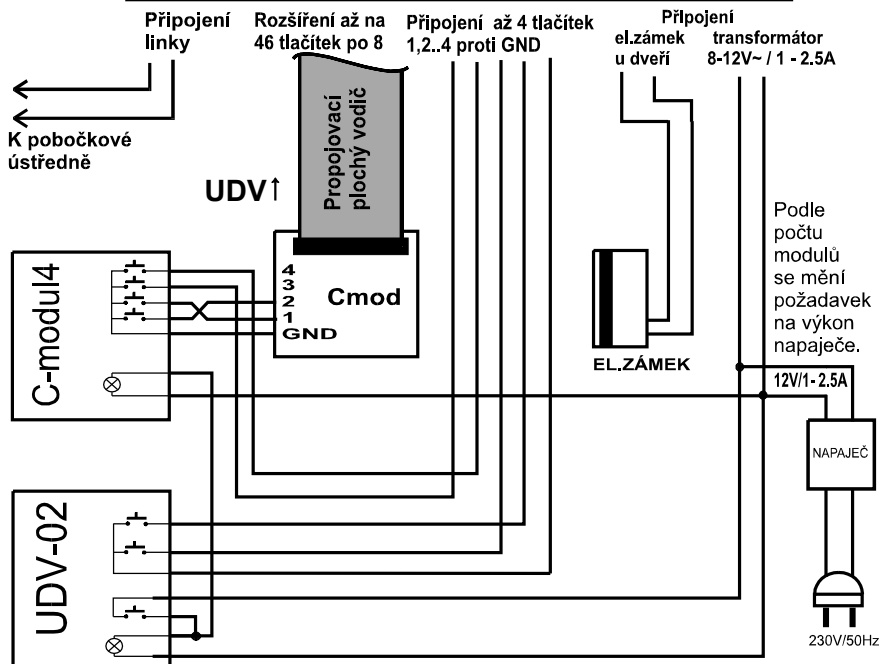 Připojení
linky
Rozšíření až na
46 tlačítek po 8
Připojení až 4 tlačítek
1,2..4 proti GND
Připojení
el.zámek
u dveří
transformátor
8-12V~ / 1 - 2.5A
K pobočkové
ústředně
Propojovací
plochý vodič
UDV↑
Podle
počtu
modulů
se mění
požadavek
na výkon
napaječe.
C-modul4
4
3
2
1
GND
Cmod
EL.ZÁMEK
12V/1- 2.5A
NAPAJEČ
UDV-02
230V/50Hz